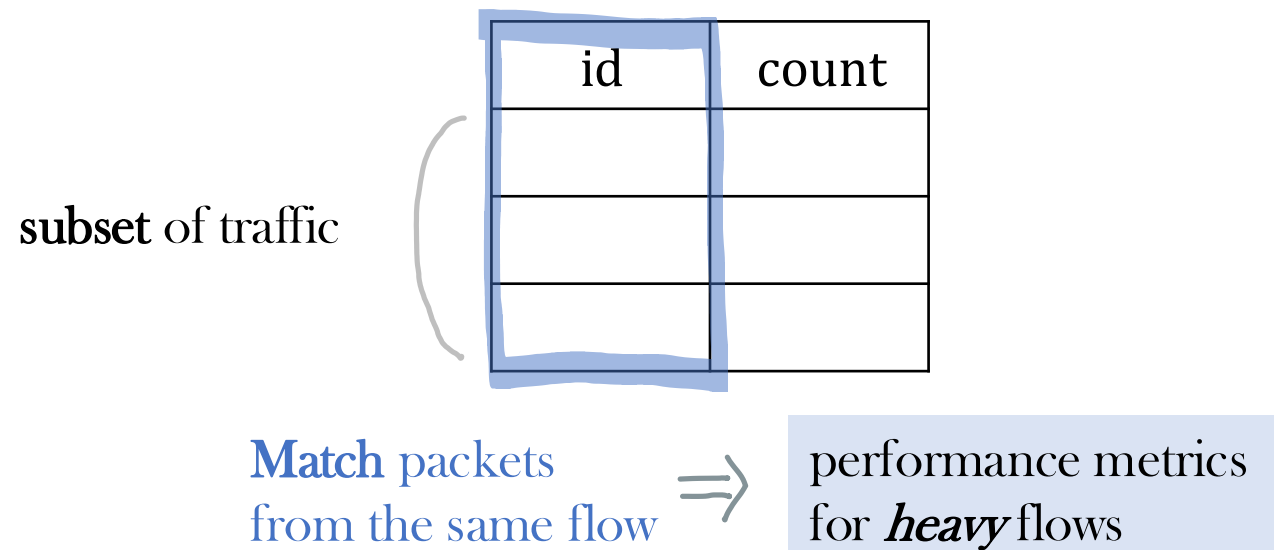 id count
subset of traffic
Match packets
from the same flow
performance metrics
for heavy flows